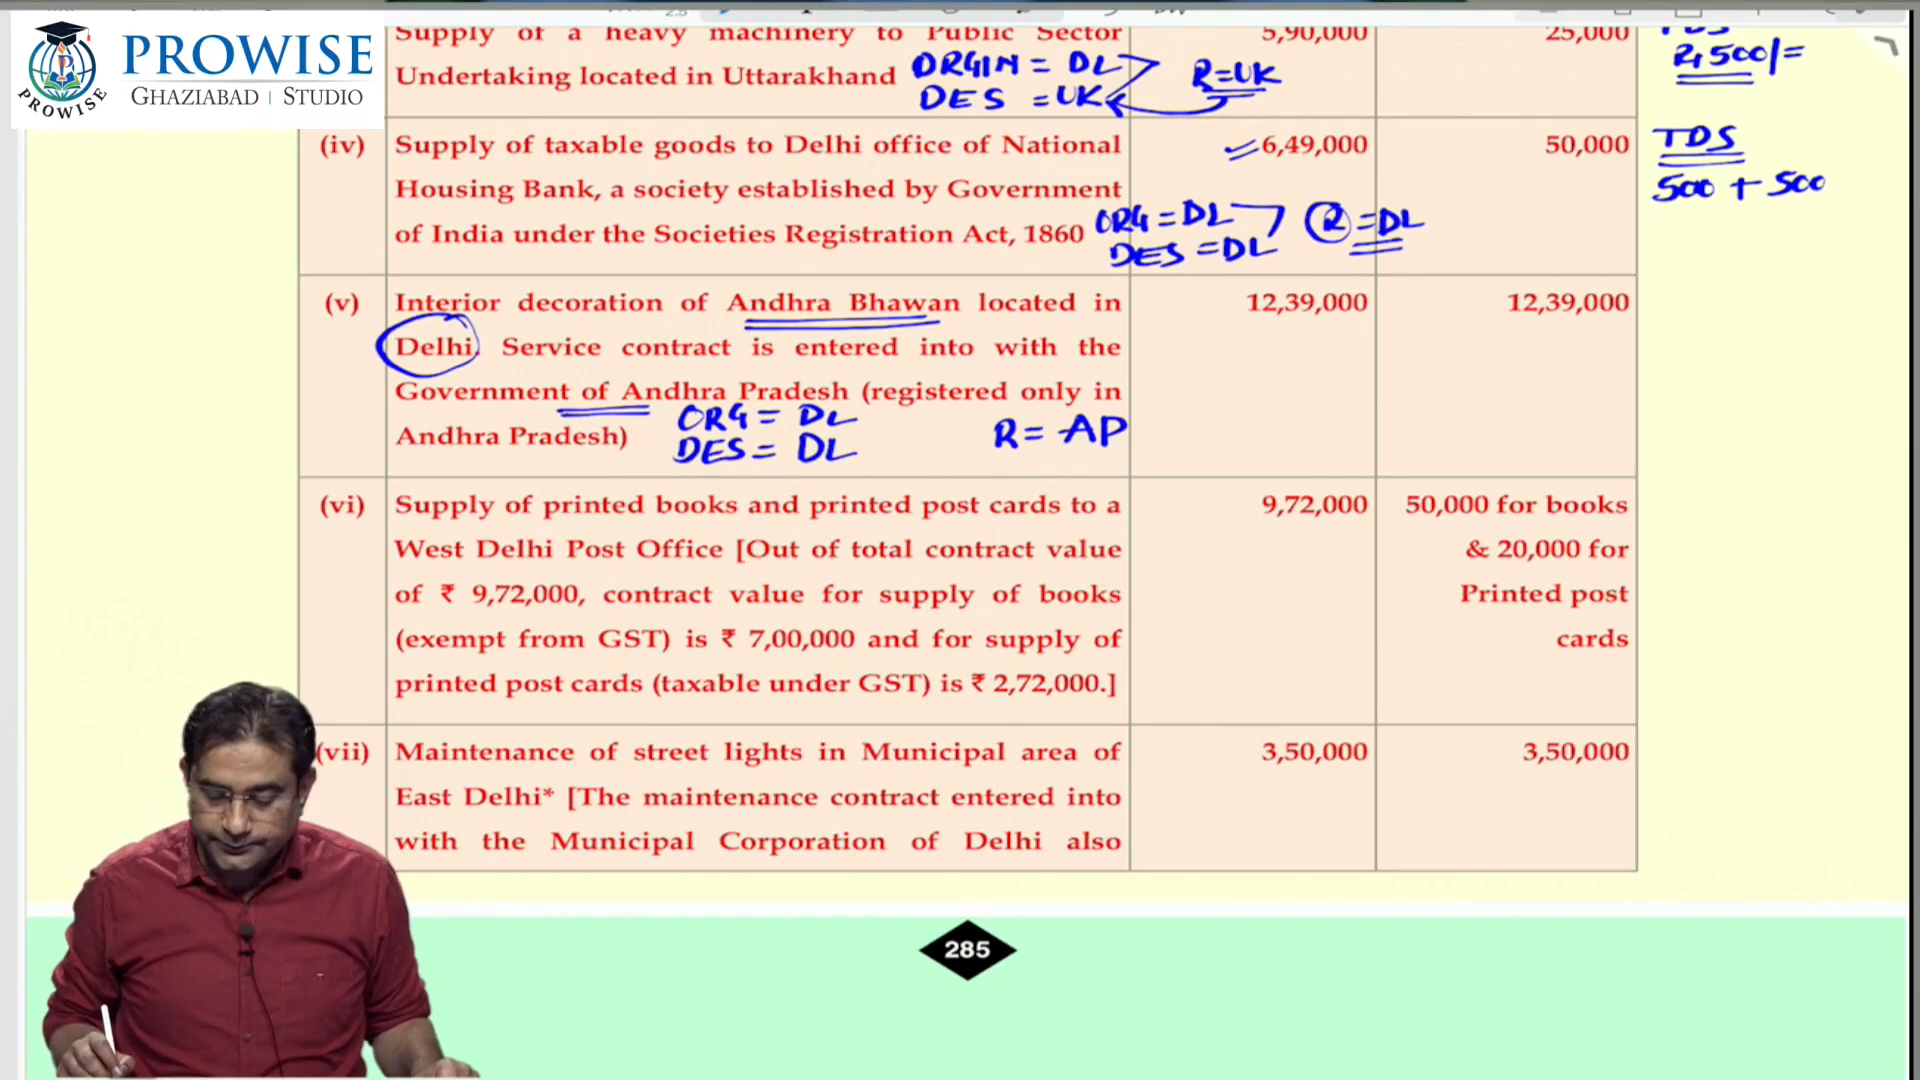 PROWISE
GHAZIABAD | STUDIO
PROWISE
Supply of a heavy machinery to Public Sector
Undertaking located in Uttarakhand
5,90,000
25,000
ORGIN = DL
DES = UK
R=UK
TDS
2,500/=
(iv)
Supply of taxable goods to Delhi office of National
Housing Bank, a society established by Government
of India under the Societies Registration Act, 1860
6,49,000
50,000
ORG = DL
DES = DL
R = DL
TDS
500 + 500
(v)
Interior decoration of Andhra Bhawan located in
Delhi. Service contract is entered into with the
Government of Andhra Pradesh (registered only in
Andhra Pradesh)
12,39,000
12,39,000
ORG = DL
DES = DL
R = AP
(vi)
Supply of printed books and printed post cards to a
West Delhi Post Office [Out of total contract value
of ₹ 9,72,000, contract value for supply of books
(exempt from GST) is ₹ 7,00,000 and for supply of
printed post cards (taxable under GST) is ₹ 2,72,000.]
9,72,000
50,000 for books
& 20,000 for
Printed post
cards
(vii)
Maintenance of street lights in Municipal area of
East Delhi* [The maintenance contract entered into
with the Municipal Corporation of Delhi also
3,50,000
3,50,000
285